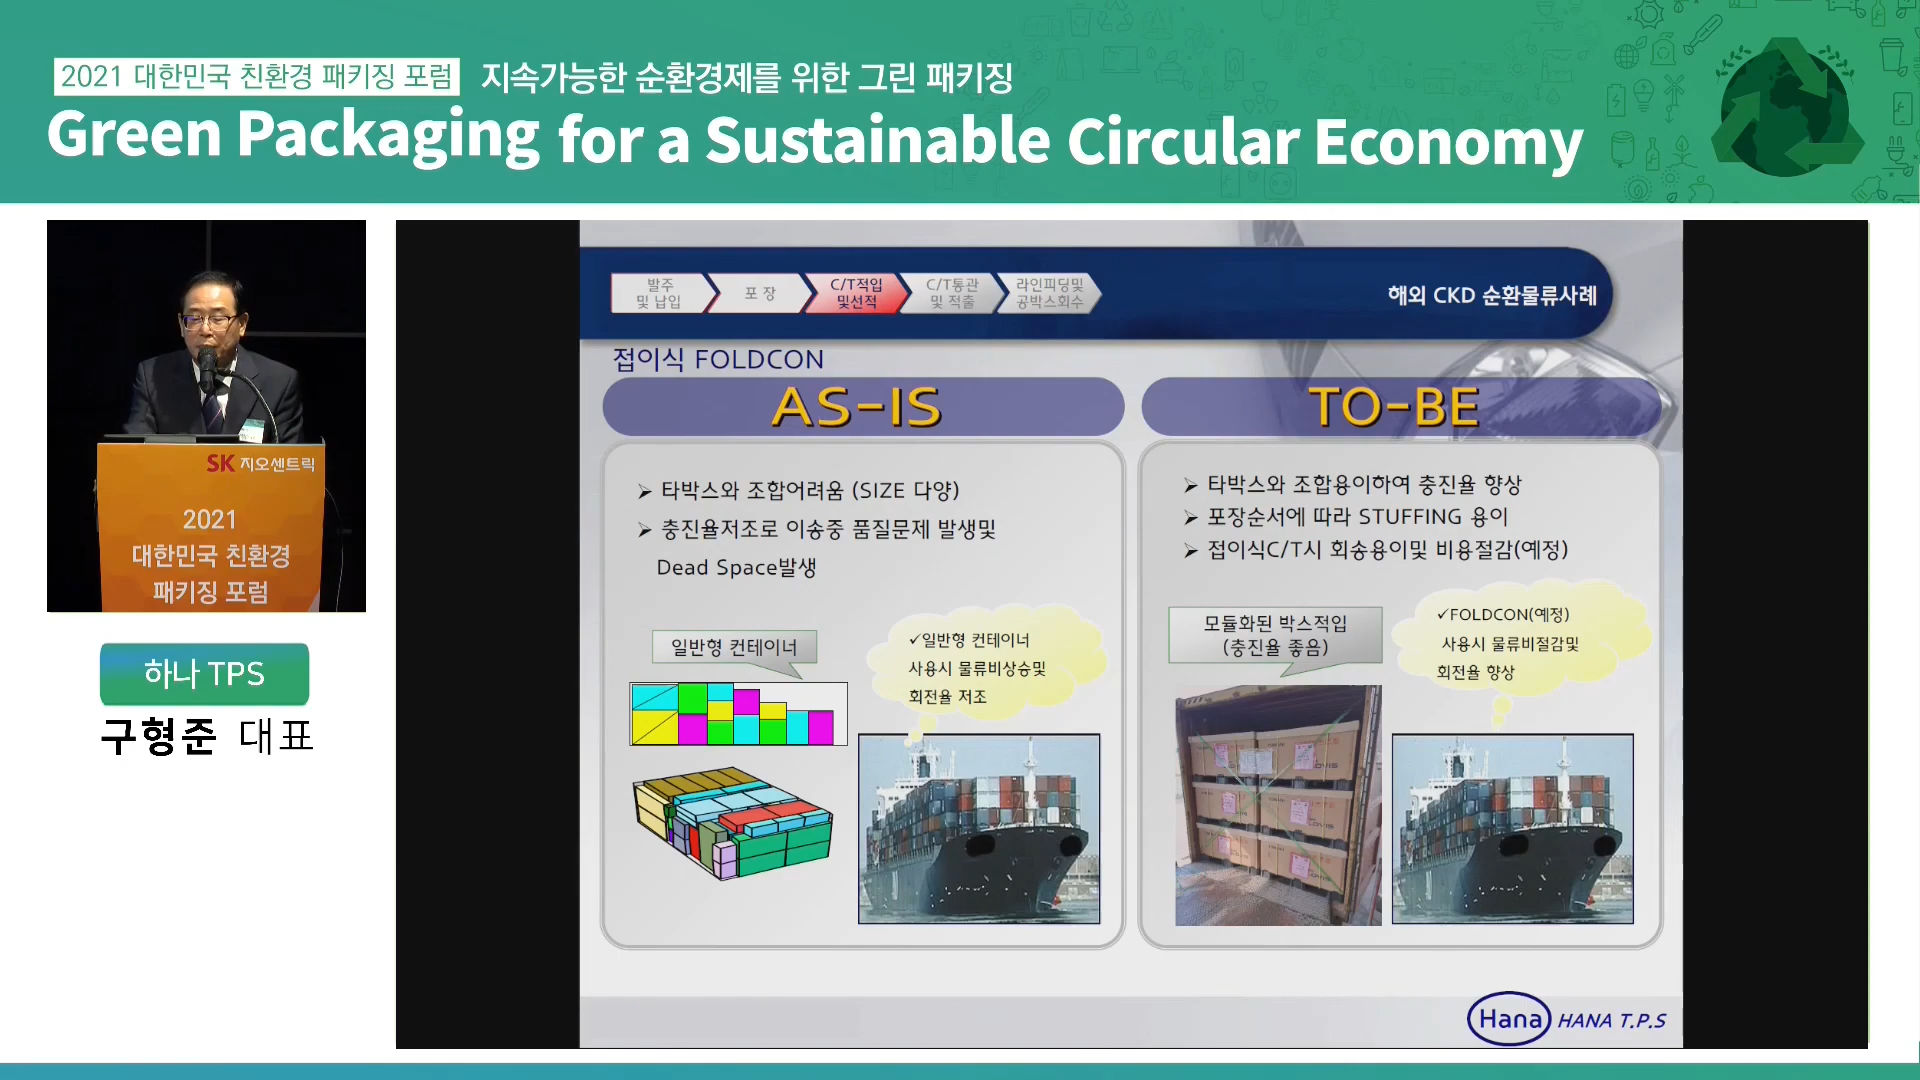 2021 대한민국 친환경 패키징 포럼 지속가능한 순환경제를 위한 그린 패키징
Green Packaging for a Sustainable Circular Economy
SK 지오센트릭
2021
대한민국 친환경
패키징 포럼
하나 TPS
구형준 대표
발주
및 납입
포 장
C/T적입
및선적
C/T통관
및 적출
라인피딩및
공박스회수
해외 CKD 순환물류사례
접이식 FOLDCON
AS-IS
➢ 타박스와 조합어려움 (SIZE 다양)
➢ 충진율저조로 이송중 품질문제 발생및
Dead Space발생
일반형 컨테이너
✓일반형 컨테이너
사용시 물류비상승및
회전율 저조
TO-BE
➢ 타박스와 조합용이하여 충진율 향상
➢ 포장순서에 따라 STUFFING 용이
➢ 접이식C/T시 회송용이및 비용절감(예정)
모듈화된 박스적입
(충진율 좋음)
✓FOLDCON(예정)
사용시 물류비절감및
회전율 향상
Hana HANA T.P.S